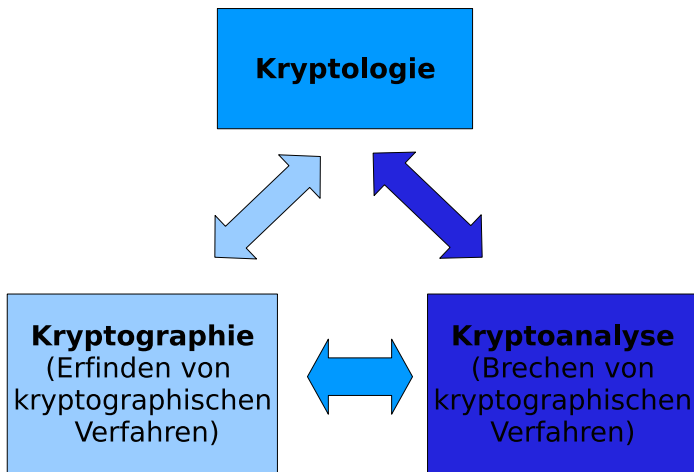 Kryptologie
Kryptographie
(Erfinden von
kryptographischen
Verfahren)
Kryptoanalyse
(Brechen von
kryptographischen
Verfahren)